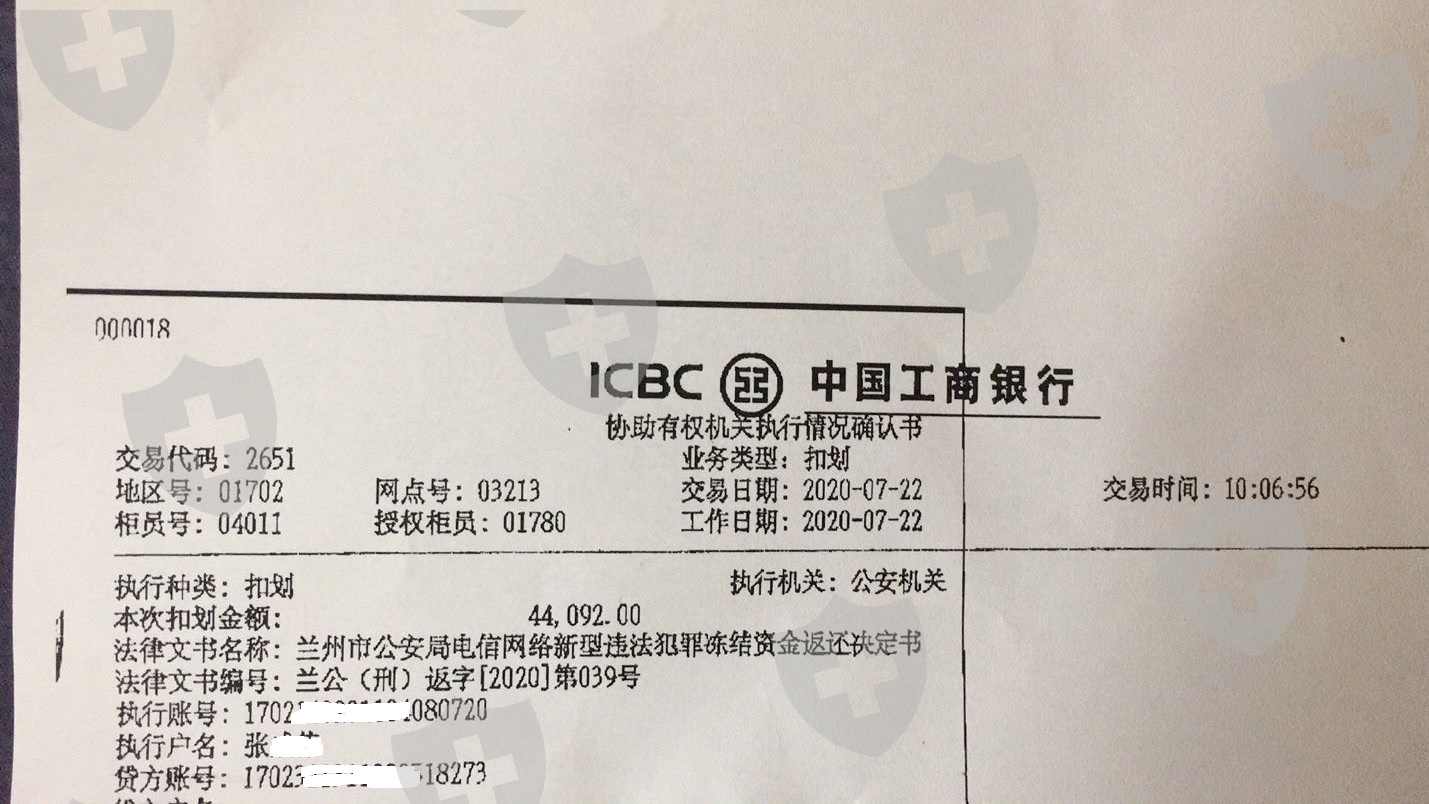 000018
ICBC 中国工商银行
协助有权机关执行情况确认书
交易代码：2651 业务类型：扣划
地区号：01702 网点号：03213 交易日期：2020-07-22 交易时间：10:06:56
柜员号：04011 授权柜员：01780 工作日期：2020-07-22
执行种类：扣划 执行机关：公安机关
本次扣划金额： 44,092.00
法律文书名称：兰州市公安局电信网络新型违法犯罪冻结资金返还决定书
法律文书编号：兰公（刑）返字[2020]第039号
执行账号：1702 080720
执行户名：张
贷方账号：1702 18273